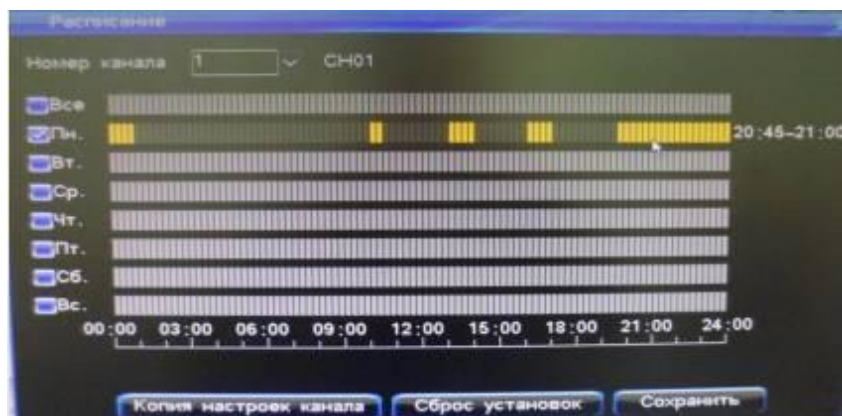 Расписание
Номер канала 1 CH01
Все
Пн. 20:45-21:00
Вт.
Ср.
Чт.
Пт.
Сб.
Вс.
00:00 03:00 06:00 09:00 12:00 15:00 18:00 21:00 24:00
Копия настроек канала Сброс установок Сохранить